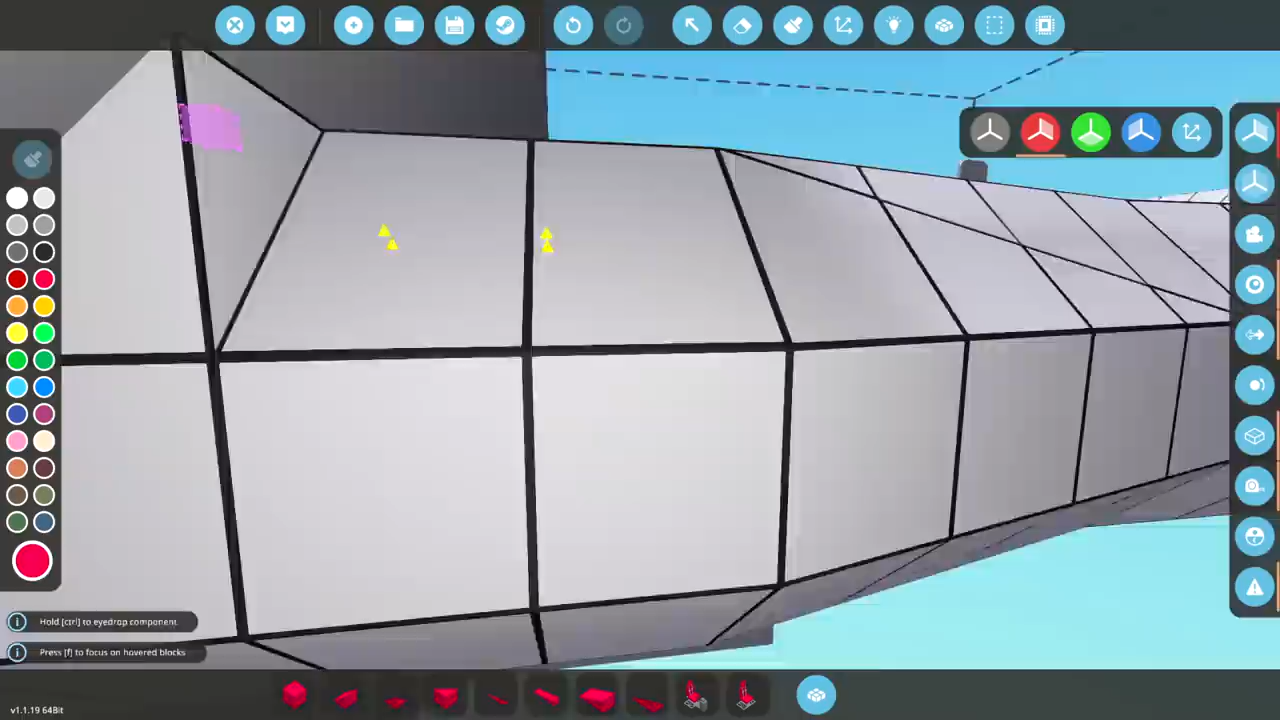 Hold [ctrl] to eyedrop component
Press [f] to focus on hovered blocks
v1.1.19 64Bit